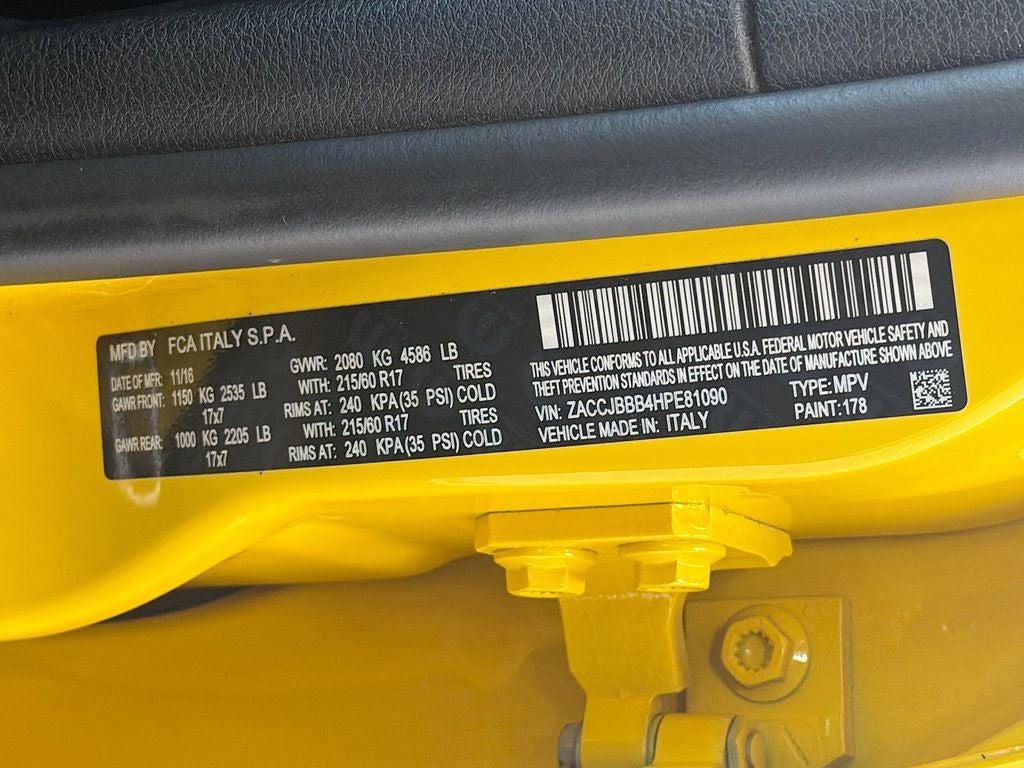 MFD BY FCA ITALY S.P.A.
DATE OF MFR: 11/16 GVWR: 2080 KG 4586 LB
GAWR FRONT: 1150 KG 2535 LB WITH: 215/60 R17 TIRES
17x7 RIMS AT: 240 KPA(35 PSI) COLD
GAWR REAR: 1000 KG 2205 LB WITH: 215/60 R17 TIRES
17x7 RIMS AT: 240 KPA(35 PSI) COLD
THIS VEHICLE CONFORMS TO ALL APPLICABLE U.S.A. FEDERAL MOTOR VEHICLE SAFETY AND
THEFT PREVENTION STANDARDS IN EFFECT ON THE DATE OF MANUFACTURE SHOWN ABOVE
VIN: ZACCJBBB4HPE81090 TYPE: MPV
VEHICLE MADE IN: ITALY PAINT: 178